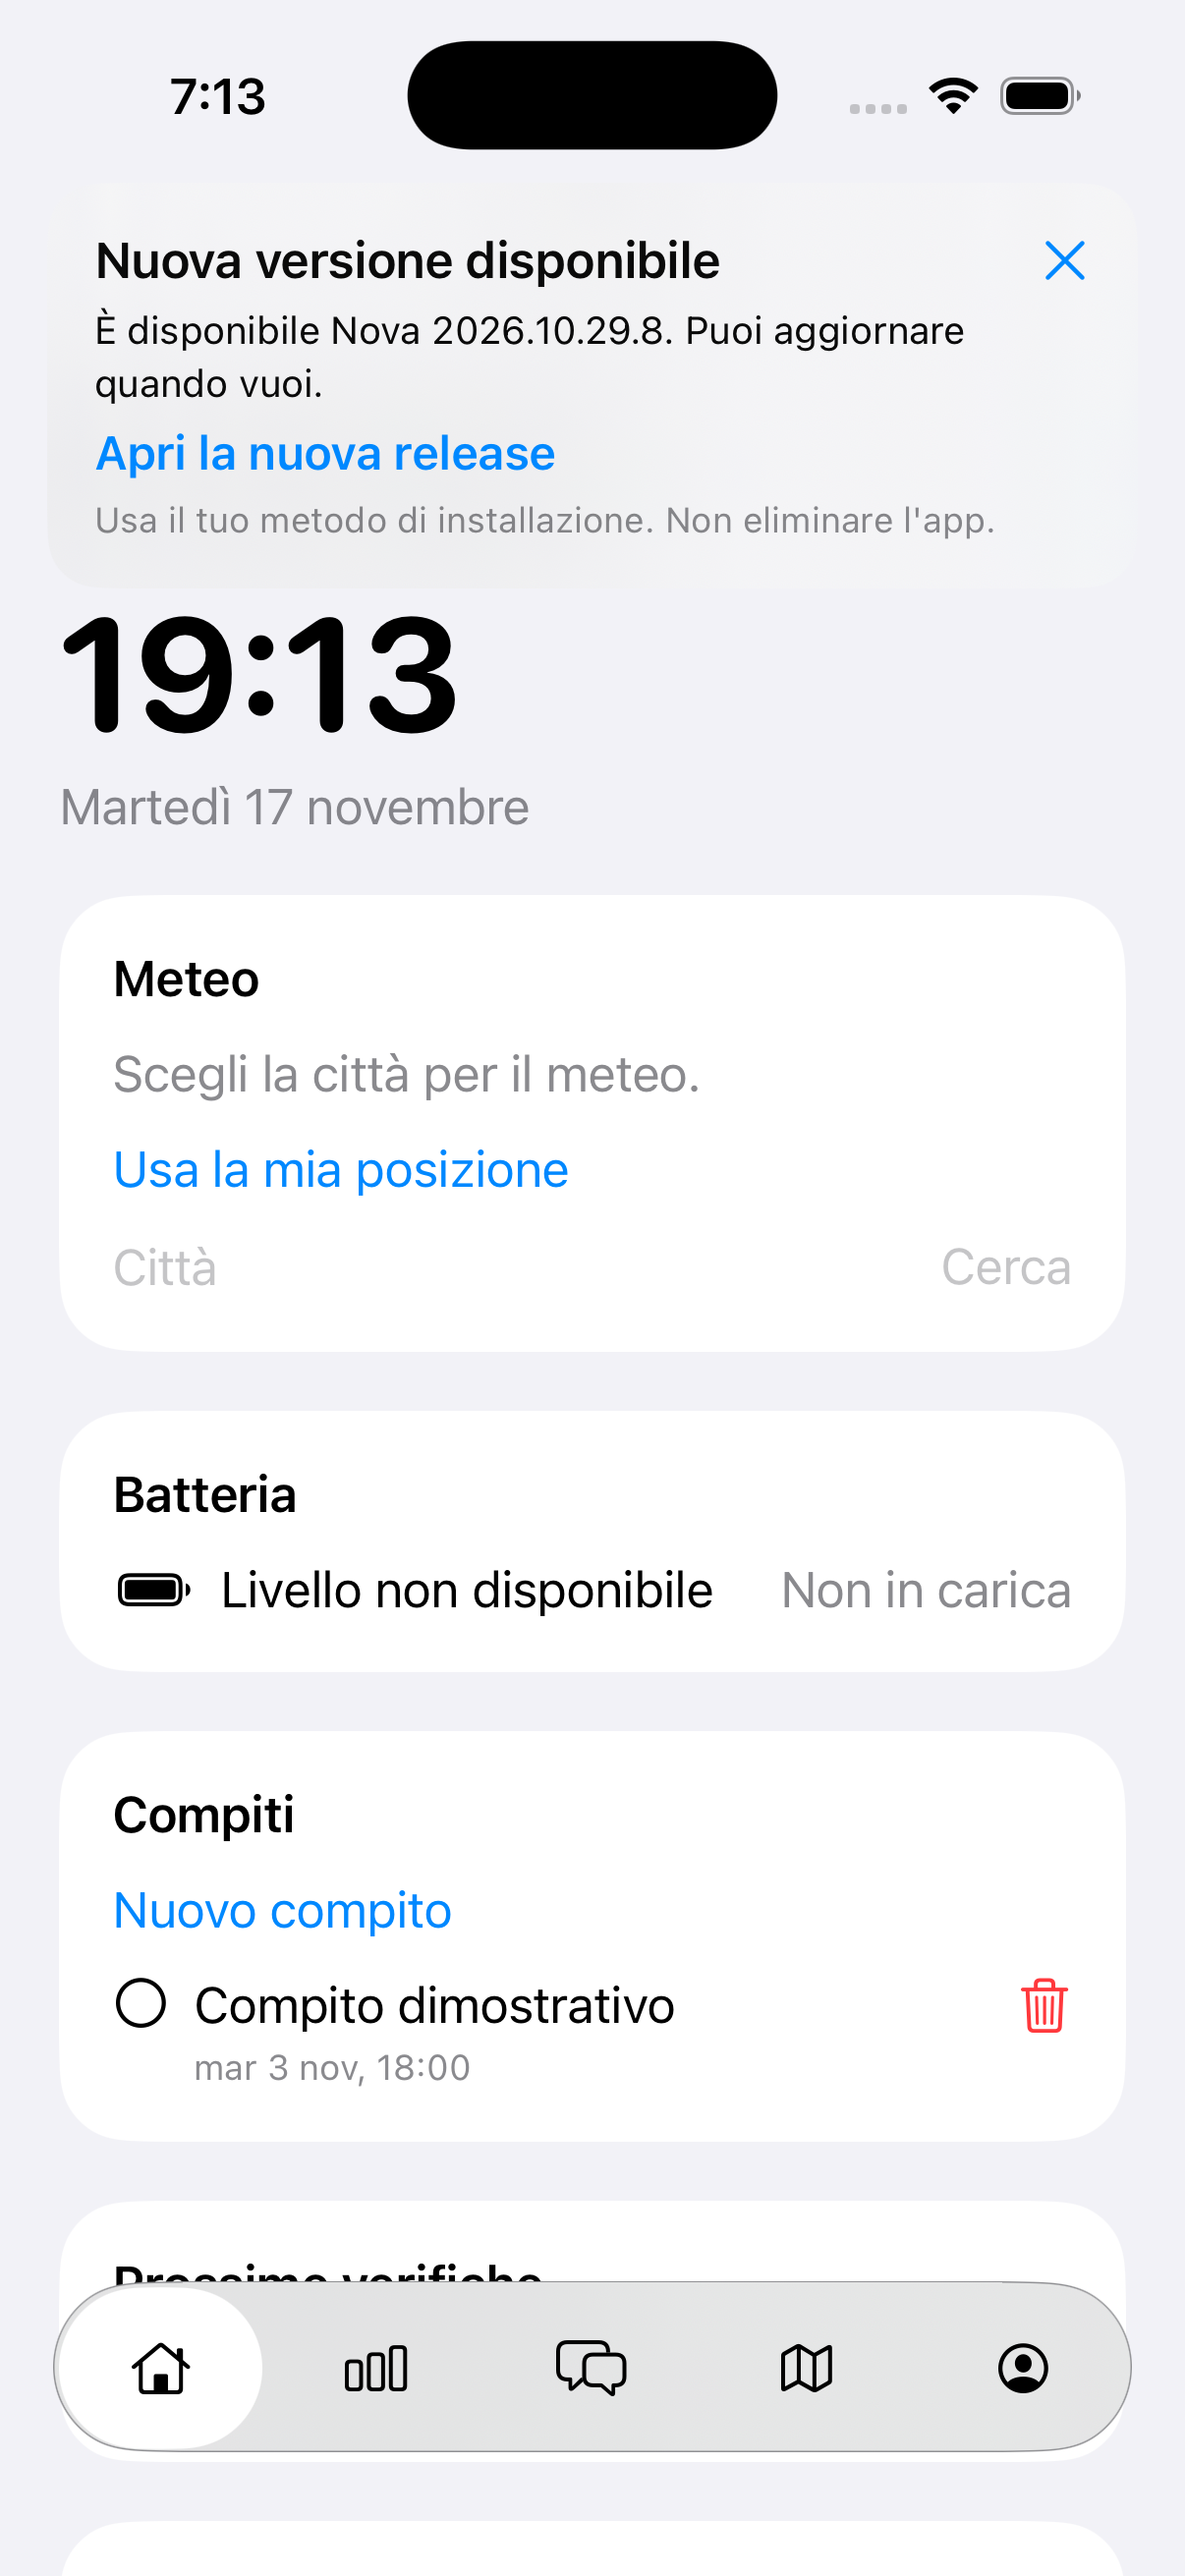 7:13
Nuova versione disponibile
È disponibile Nova 2026.10.29.8. Puoi aggiornare
quando vuoi.
Apri la nuova release
Usa il tuo metodo di installazione. Non eliminare l'app.
19:13
Martedì 17 novembre
Meteo
Scegli la città per il meteo.
Usa la mia posizione
Città Cerca
Batteria
Livello non disponibile Non in carica
Compiti
Nuovo compito
Compito dimostrativo
mar 3 nov, 18:00
Prossime verifiche